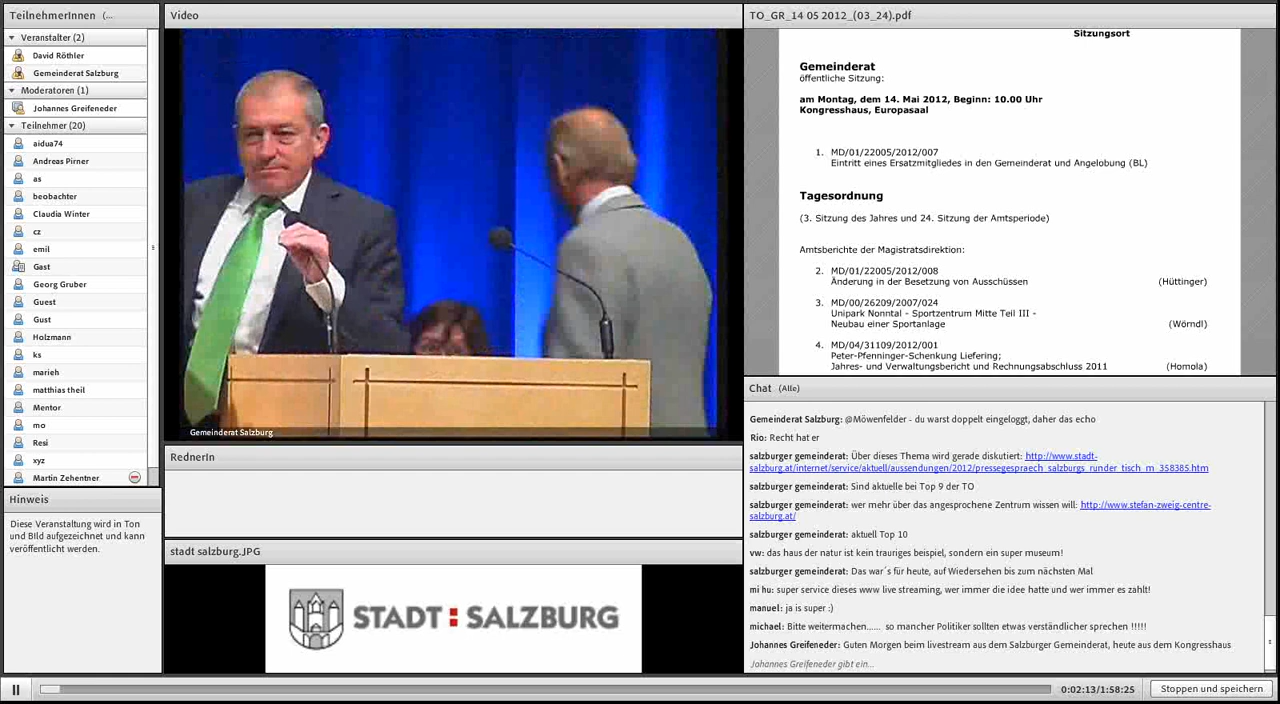 TeilnehmerInnen (...
Veranstalter (2)
David Röthler
Gemeinderat Salzburg
Moderatoren (1)
Johannes Greifeneder
Teilnehmer (20)
aidua74
Andreas Pirner
as
beobachter
Claudia Winter
cz
emil
Gast
Georg Gruber
Guest
Gust
Holzmann
ks
marieh
matthias theil
Mentor
mo
Resi
xyz
Martin Zehentner
Hinweis
Diese Veranstaltung wird in Ton
und BIld aufgezeichnet und kann
veröffentlicht werden.
Video
Gemeinderat Salzburg
RednerIn
stadt salzburg.JPG
STADT:SALZBURG
TO_GR_14 05 2012_(03_24).pdf
Sitzungsort
Gemeinderat
öffentliche Sitzung:
am Montag, dem 14. Mai 2012, Beginn: 10.00 Uhr
Kongresshaus, Europasaal
1. MD/01/22005/2012/007
Eintritt eines Ersatzmitgliedes in den Gemeinderat und Angelobung (BL)
Tagesordnung
(3. Sitzung des Jahres und 24. Sitzung der Amtsperiode)
Amtsberichte der Magistratsdirektion:
2. MD/01/22005/2012/008
Änderung in der Besetzung von Ausschüssen (Hüttinger)
3. MD/00/26209/2007/024
Unipark Nonntal - Sportzentrum Mitte Teil III -
Neubau einer Sportanlage (Wörndl)
4. MD/04/31109/2012/001
Peter-Pfenninger-Schenkung Liefering;
Jahres- und Verwaltungsbericht und Rechnungsabschluss 2011 (Homola)
Chat (Alle)
Gemeinderat Salzburg: @Möwenfelder - du warst doppelt eingeloggt, daher das echo
Rio: Recht hat er
salzburger gemeinderat: Über dieses Thema wird gerade diskutiert: http://www.stadt-
salzburg.at/internet/service/aktuell/aussendungen/2012/pressegespraech_salzburgs_runder_tisch_m_358385.htm
salzburger gemeinderat: Sind aktuelle bei Top 9 der TO
salzburger gemeinderat: wer mehr über das angesprochene Zentrum wissen will: http://www.stefan-zweig-centre-
salzburg.at/
salzburger gemeinderat: aktuell Top 10
vw: das haus der natur ist kein trauriges beispiel, sondern ein super museum!
salzburger gemeinderat: Das war´s für heute, auf Wiedersehen bis zum nächsten Mal
mi hu: super service dieses www live streaming, wer immer die idee hatte und wer immer es zahlt!
manuel: ja is super :)
michael: Bitte weitermachen...... so mancher Politiker sollten etwas verständlicher sprechen !!!!!
Johannes Greifeneder: Guten Morgen beim livestream aus dem Salzburger Gemeinderat, heute aus dem Kongresshaus
Johannes Greifeneder gibt ein...
0:02:13/1:58:25
Stoppen und speichern